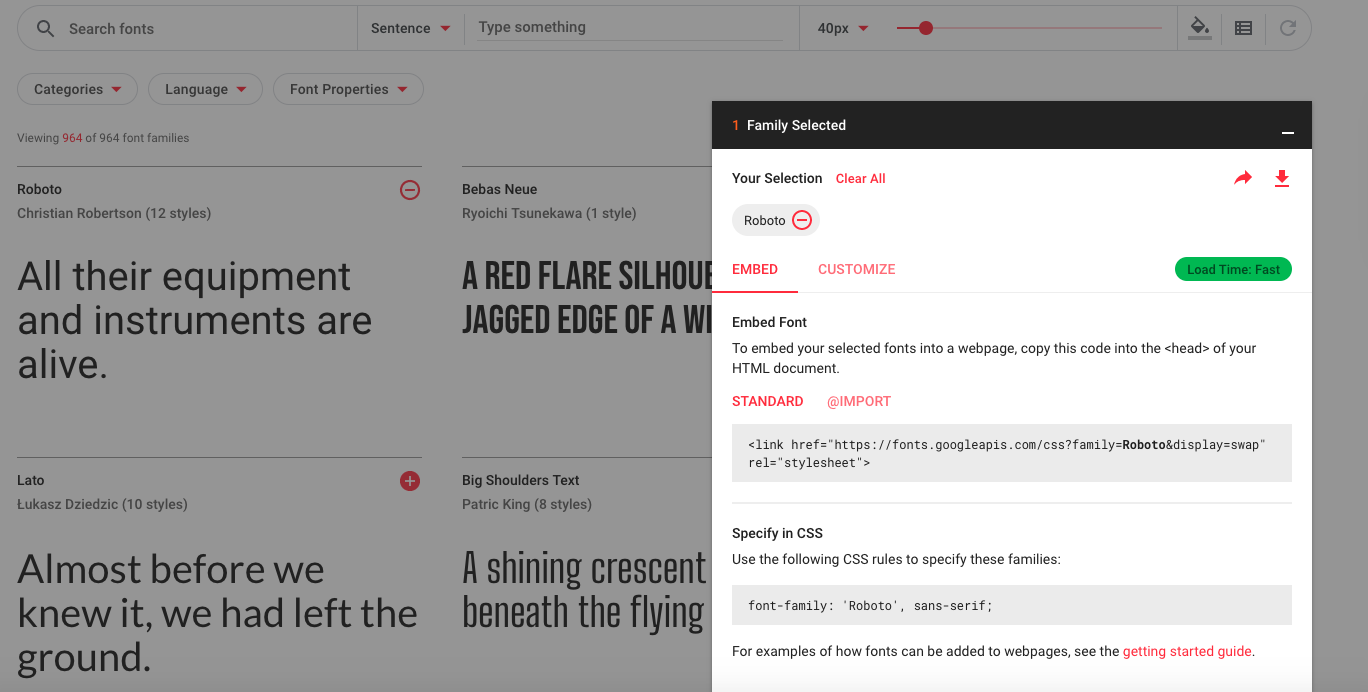 Search fonts
Sentence
Type something
40px
Categories
Language
Font Properties
Viewing 964 of 964 font families
Roboto
Christian Robertson (12 styles)
All their equipment
and instruments are
alive.
Bebas Neue
Ryoichi Tsunekawa (1 style)
A RED FLARE SILHOUE
JAGGED EDGE OF A WI
Lato
Łukasz Dziedzic (10 styles)
Almost before we
knew it, we had left the
ground.
Big Shoulders Text
Patric King (8 styles)
A shining crescent
beneath the flying
1 Family Selected
Your Selection Clear All
Roboto
EMBED
CUSTOMIZE
Load Time: Fast
Embed Font
To embed your selected fonts into a webpage, copy this code into the <head> of your
HTML document.
STANDARD
@IMPORT
<link href="https://fonts.googleapis.com/css?family=Roboto&display=swap"
rel="stylesheet">
Specify in CSS
Use the following CSS rules to specify these families:
font-family: 'Roboto', sans-serif;
For examples of how fonts can be added to webpages, see the getting started guide.